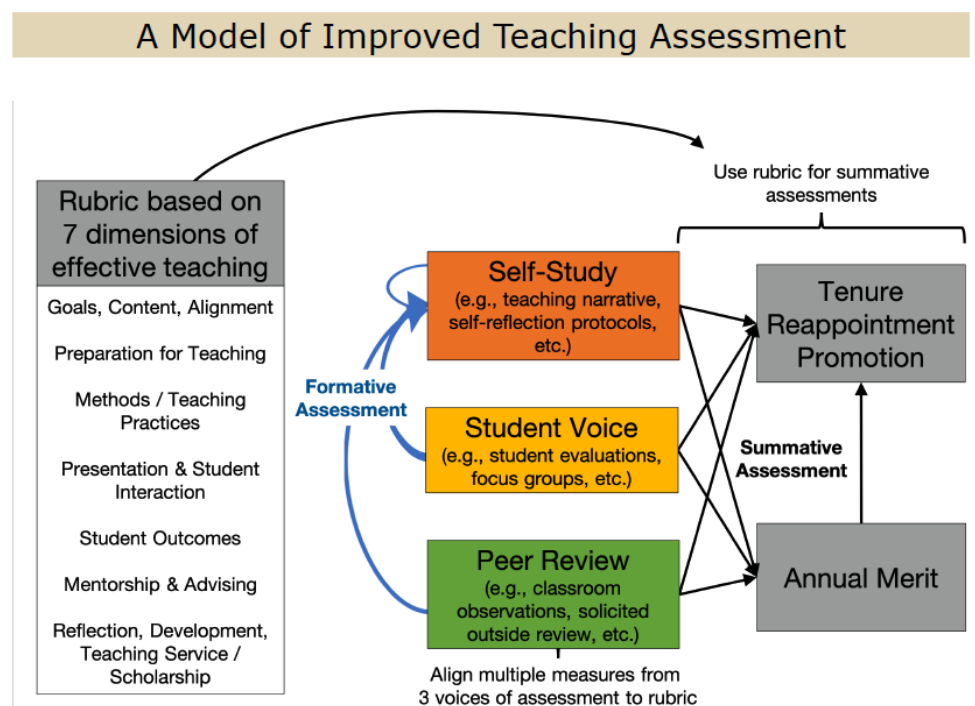 A Model of Improved Teaching Assessment
Rubric based on
7 dimensions of
effective teaching
Goals, Content, Alignment
Preparation for Teaching
Methods / Teaching
Practices
Presentation & Student
Interaction
Student Outcomes
Mentorship & Advising
Reflection, Development,
Teaching Service /
Scholarship
Formative
Assessment
Self-Study
(e.g., teaching narrative,
self-reflection protocols,
etc.)
Student Voice
(e.g., student evaluations,
focus groups, etc.)
Peer Review
(e.g., classroom
observations, solicited
outside review, etc.)
Align multiple measures from
3 voices of assessment to rubric
Use rubric for summative
assessments
Tenure
Reappointment
Promotion
Summative
Assessment
Annual Merit